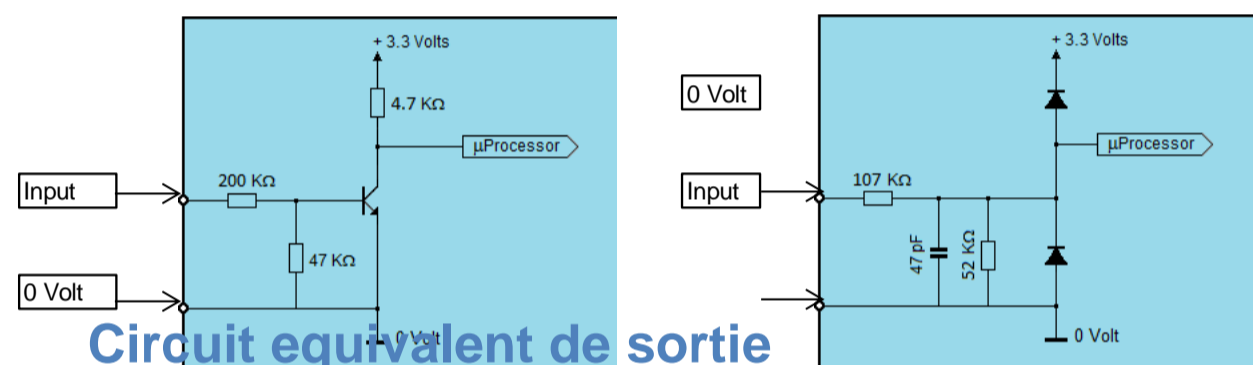 + 3.3 Volts
4.7 KΩ
µProcessor
Input
200 KΩ
47 KΩ
0 Volt
0 Volt
+ 3.3 Volts
0 Volt
µProcessor
Input
107 KΩ
47 pF
52 KΩ
0 Volt
Circuit equivalent de sortie